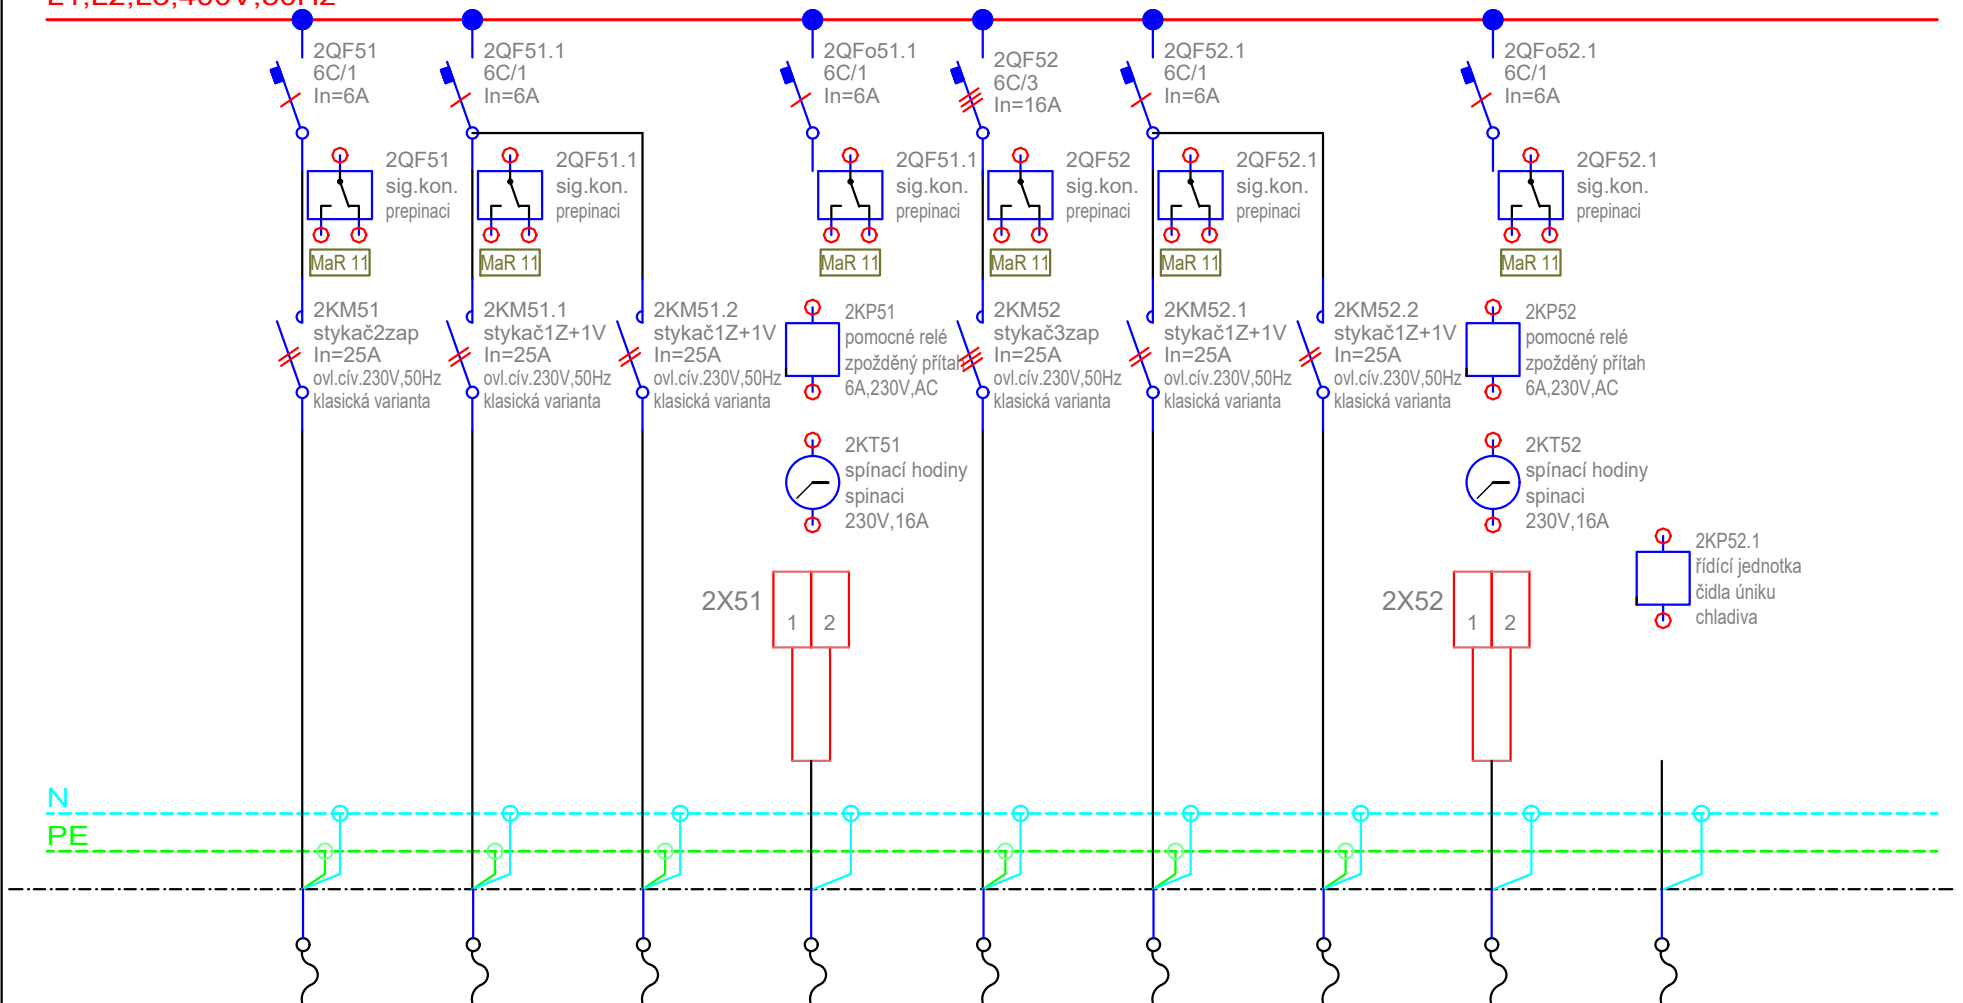 L1,L2,L3,400V,50Hz
2QF51
6C/1
In=6A
2QF51.1
6C/1
In=6A
2QFo51.1
6C/1
In=6A
2QF52
6C/3
In=16A
2QF52.1
6C/1
In=6A
2QFo52.1
6C/1
In=6A
2QF51
sig.kon.
prepinaci
MaR 11
2QF51.1
sig.kon.
prepinaci
MaR 11
2QF51.1
sig.kon.
prepinaci
MaR 11
2QF52
sig.kon.
prepinaci
MaR 11
2QF52.1
sig.kon.
prepinaci
MaR 11
2QF52.1
sig.kon.
prepinaci
MaR 11
2KM51
stykač2zap
In=25A
ovl.cív.230V,50Hz
klasická varianta
2KM51.1
stykač1Z+1V
In=25A
ovl.cív.230V,50Hz
klasická varianta
2KM51.2
stykač1Z+1V
In=25A
ovl.cív.230V,50Hz
klasická varianta
2KP51
pomocné relé
zpožděný přítah
6A,230V,AC
2KM52
stykač3zap
In=25A
ovl.cív.230V,50Hz
klasická varianta
2KM52.1
stykač1Z+1V
In=25A
ovl.cív.230V,50Hz
klasická varianta
2KM52.2
stykač1Z+1V
In=25A
ovl.cív.230V,50Hz
klasická varianta
2KP52
pomocné relé
zpožděný přítah
6A,230V,AC
2KT51
spínací hodiny
spinaci
230V,16A
2KT52
spínací hodiny
spinaci
230V,16A
2KP52.1
řídící jednotka
čidla úniku
chladiva
2X51
1 2
2X52
1 2
N
PE